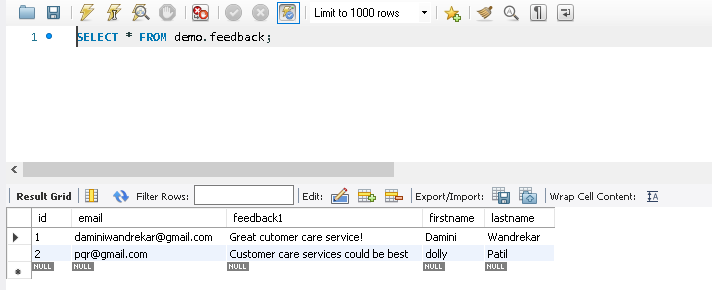 Limit to 1000 rows
1 SELECT * FROM demo.feedback;
Result Grid Filter Rows: Edit: Export/Import: Wrap Cell Content: IA
id email feedback1 firstname lastname
1 daminiwandrekar@gmail.com Great cutomer care service! Damini Wandrekar
2 pqr@gmail.com Customer care services could be best dolly Patil
NULL NULL NULL NULL NULL